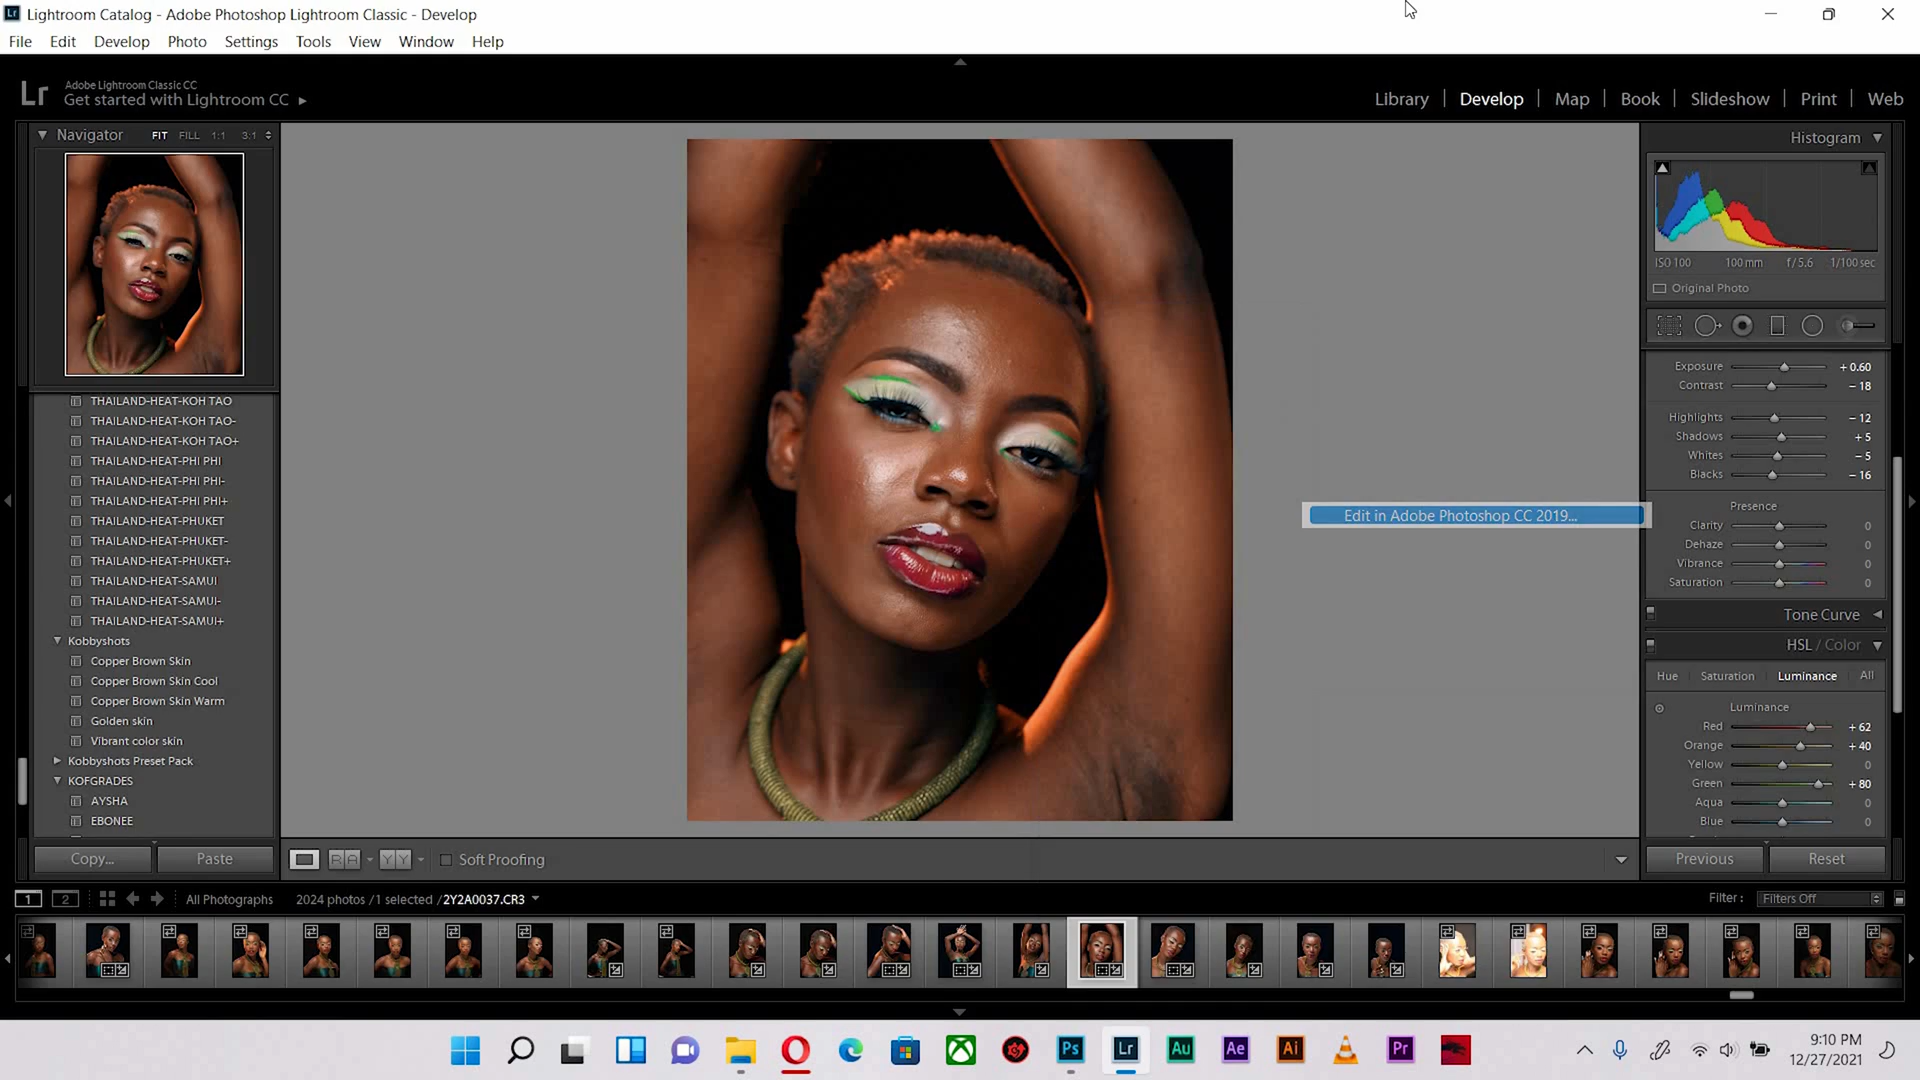 Lr Lightroom Catalog - Adobe Photoshop Lightroom Classic - Develop
File Edit Develop Photo Settings Tools View Window Help
Lr Adobe Lightroom Classic CC
Get started with Lightroom CC
Library Develop Map Book Slideshow Print Web
Navigator FIT FILL 1:1 3:1
THAILAND-HEAT-KOH TAO
THAILAND-HEAT-KOH TAO-
THAILAND-HEAT-KOH TAO+
THAILAND-HEAT-PHI PHI
THAILAND-HEAT-PHI PHI-
THAILAND-HEAT-PHI PHI+
THAILAND-HEAT-PHUKET
THAILAND-HEAT-PHUKET-
THAILAND-HEAT-PHUKET+
THAILAND-HEAT-SAMUI
THAILAND-HEAT-SAMUI-
THAILAND-HEAT-SAMUI+
Kobbyshots
Copper Brown Skin
Copper Brown Skin Cool
Copper Brown Skin Warm
Golden skin
Vibrant color skin
Kobbyshots Preset Pack
KOFGRADES
AYSHA
EBONEE
Copy... Paste
Edit in Adobe Photoshop CC 2019...
Histogram
ISO 100 100 mm f/5.6 1/100 sec
Original Photo
Exposure +0.60
Contrast -18
Highlights -12
Shadows +5
Whites -5
Blacks -16
Presence
Clarity 0
Dehaze 0
Vibrance 0
Saturation 0
Tone Curve
HSL / Color
Hue Saturation Luminance All
Luminance
Red +62
Orange +40
Yellow 0
Green +80
Aqua 0
Blue 0
Previous Reset
RA YY Soft Proofing
1 2 All Photographs 2024 photos /1 selected /2Y2A0037.CR3
Filter : Filters Off
Ps Lr Au Ae Ai Pr
9:10 PM
12/27/2021